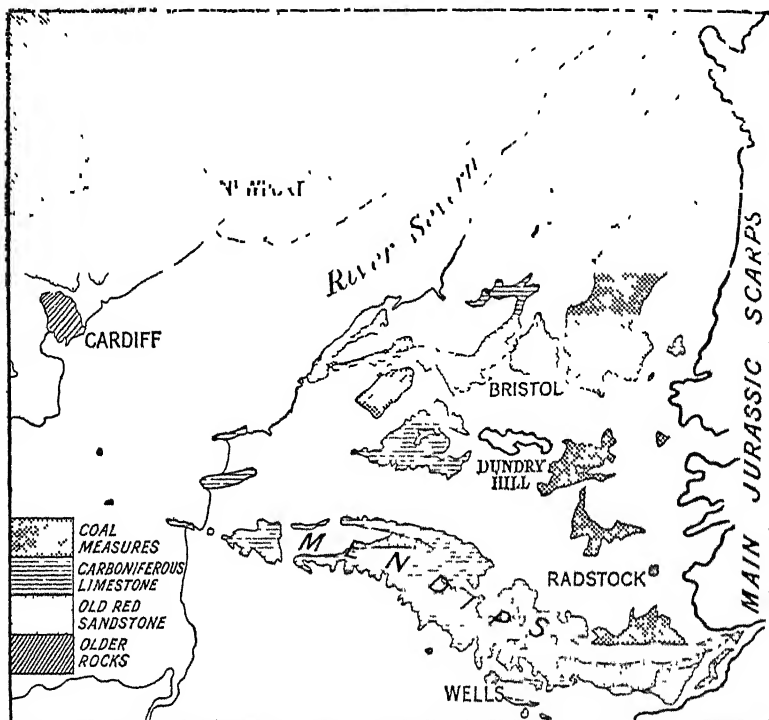 River Severn
CARDIFF
BRISTOL
DUNDRY
HILL
MENDIPS
RADSTOCK
WELLS
MAIN JURASSIC SCARPS
COAL
MEASURES
CARBONIFEROUS
LIMESTONE
OLD RED
SANDSTONE
OLDER
ROCKS